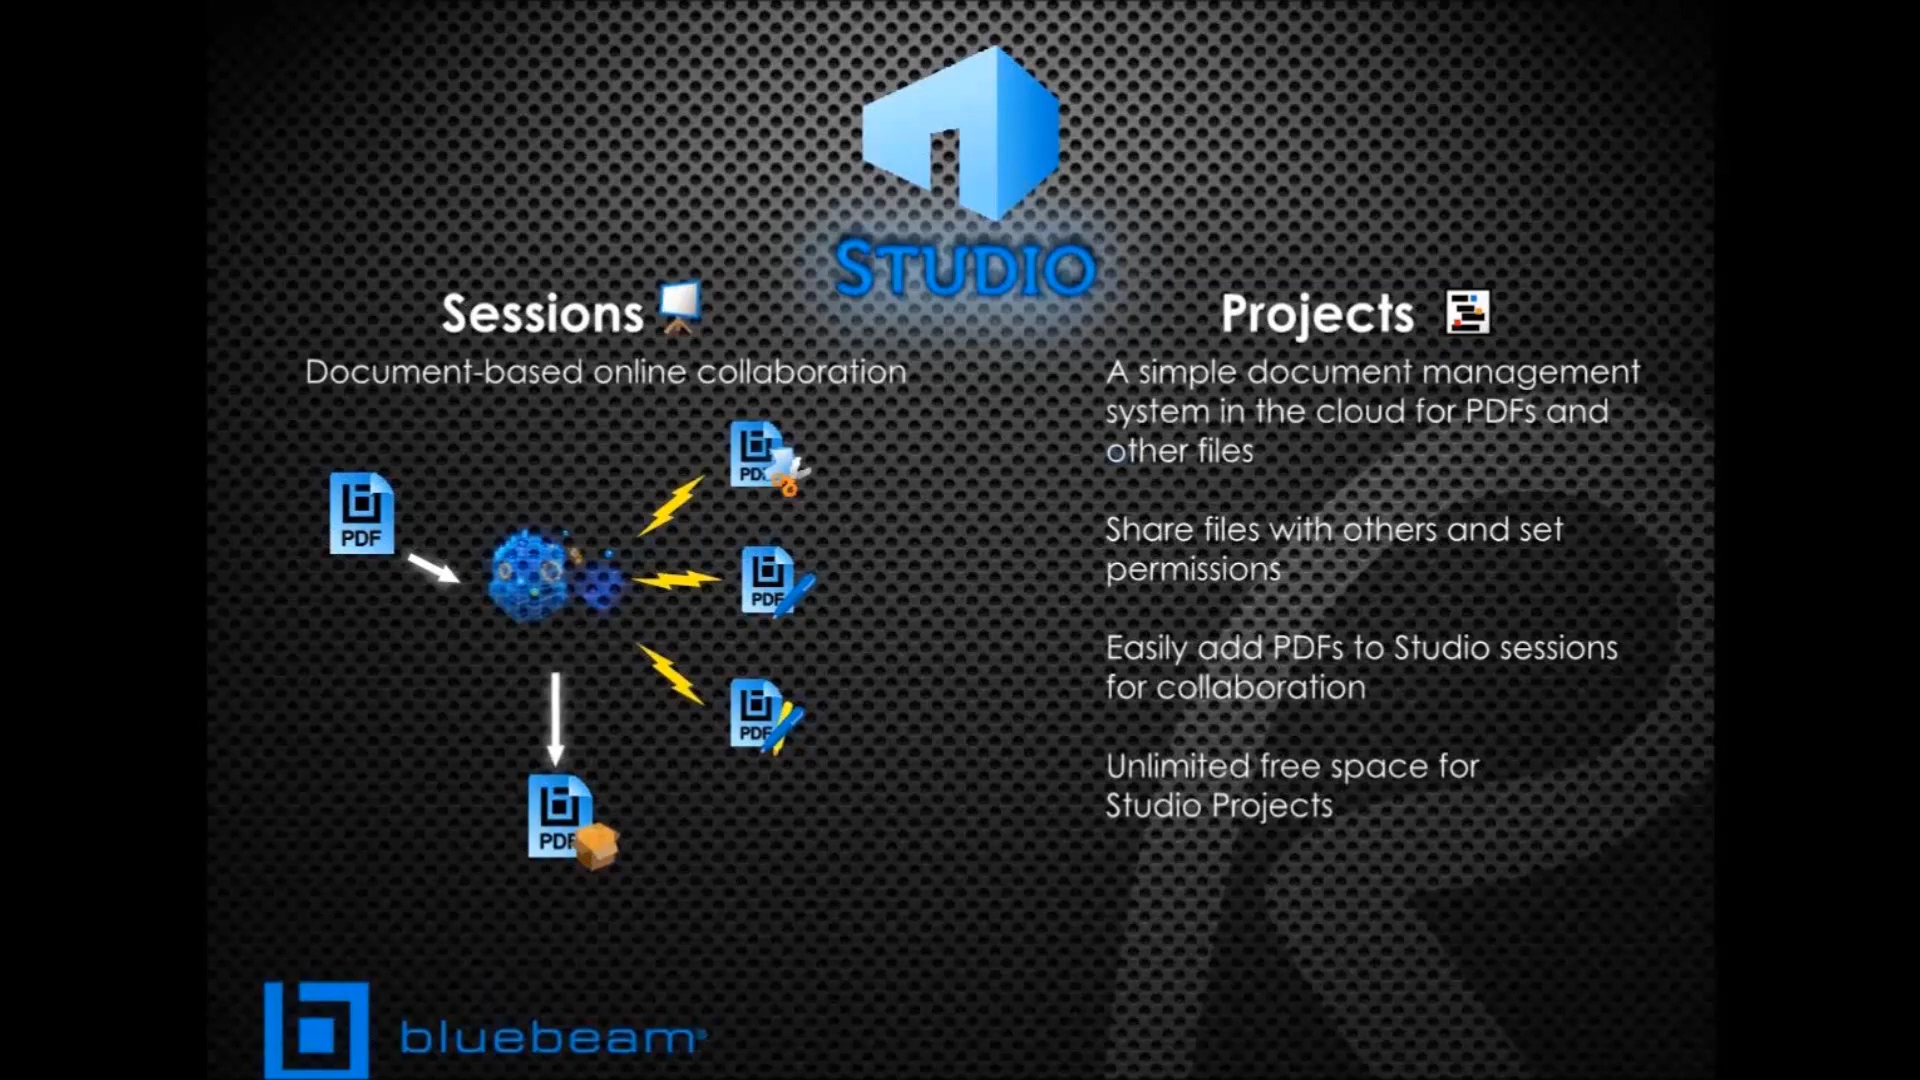 STUDIO
Sessions
Document-based online collaboration
PDF
PDF
PDF
PDF
PDF
Projects
A simple document management
system in the cloud for PDFs and
other files
Share files with others and set
permissions
Easily add PDFs to Studio sessions
for collaboration
Unlimited free space for
Studio Projects
bluebeam®